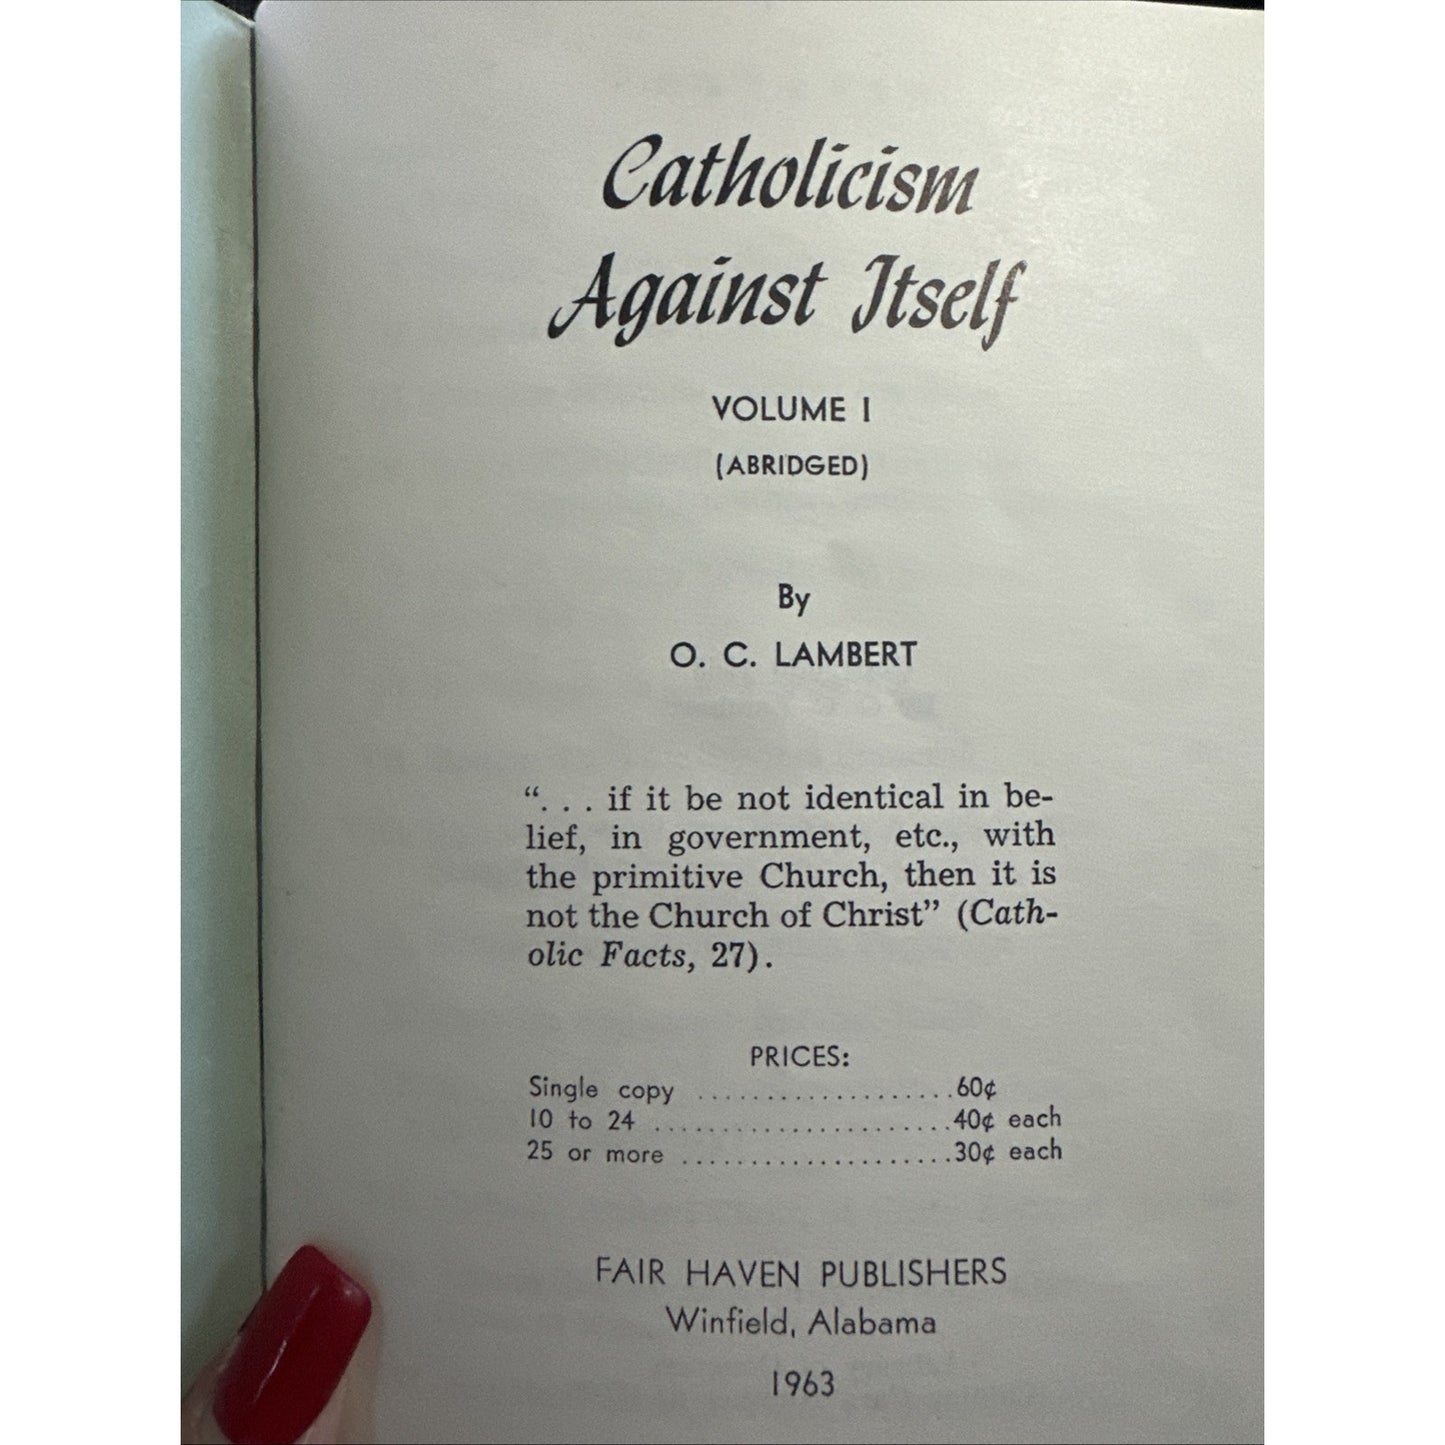 Catholicism
Against Itself
VOLUME I
(ABRIDGED)
By
O. C. LAMBERT
". . . if it be not identical in be-
lief, in government, etc., with
the primitive Church, then it is
not the Church of Christ" (Cath-
olic Facts, 27).
PRICES:
Single copy ...................60¢
10 to 24 ......................40¢ each
25 or more ....................30¢ each
FAIR HAVEN PUBLISHERS
Winfield, Alabama
1963